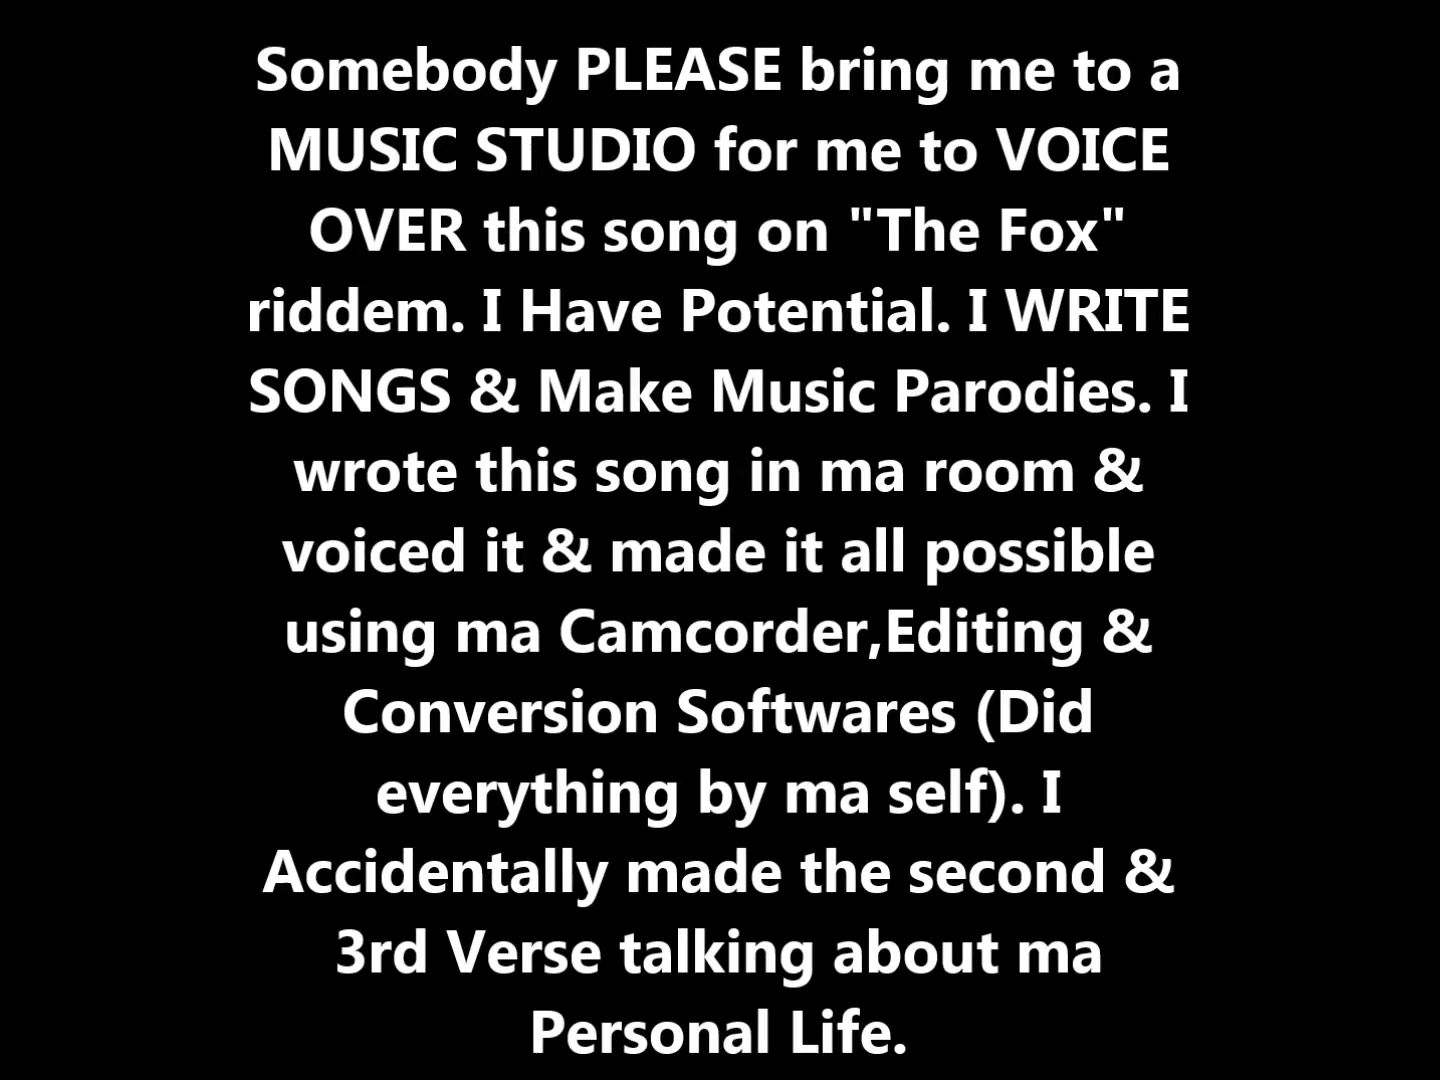 Somebody PLEASE bring me to a
MUSIC STUDIO for me to VOICE
OVER this song on "The Fox"
riddem. I Have Potential. I WRITE
SONGS & Make Music Parodies. I
wrote this song in ma room &
voiced it & made it all possible
using ma Camcorder,Editing &
Conversion Softwares (Did
everything by ma self). I
Accidentally made the second &
3rd Verse talking about ma
Personal Life.